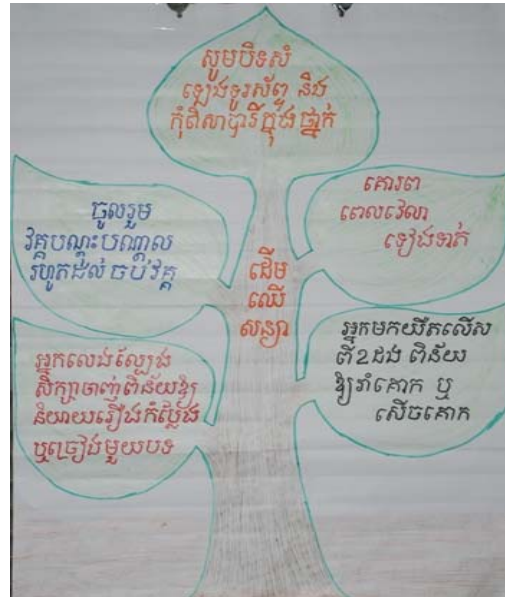 សូមបិទសំ
ឡេងទូរស័ព្ទ និង
កុំពិសាបារីក្នុងថ្នាក់
ចូលរួម
វគ្គបណ្តុះបណ្តាល
រហូតដល់ចប់វគ្គ
គោរព
ពេលវេលា
ទៀងទាត់
ដើម
ឈើ
សន្យា
អ្នកលេងល្បែង
សិក្សាចាញ់ពិន័យឱ្យ
និយាយរឿងកំប្លែង
ឬច្រៀងមួយបទ
អ្នកមកយឺតលើស
ពី2ដង ពិន័យ
ឱ្យរាំគោក ឬ
សើចគោក